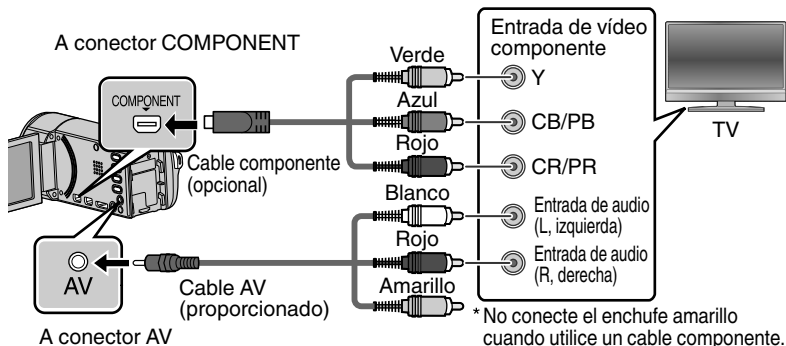 A conector COMPONENT
COMPONENT
Cable componente
(opcional)
Verde
Azul
Rojo
Blanco
Rojo
Amarillo
AV
Cable AV
(proporcionado)
A conector AV
Entrada de vídeo
componente
Y
CB/PB
CR/PR
Entrada de audio
(L, izquierda)
Entrada de audio
(R, derecha)
TV
* No conecte el enchufe amarillo
cuando utilice un cable componente.